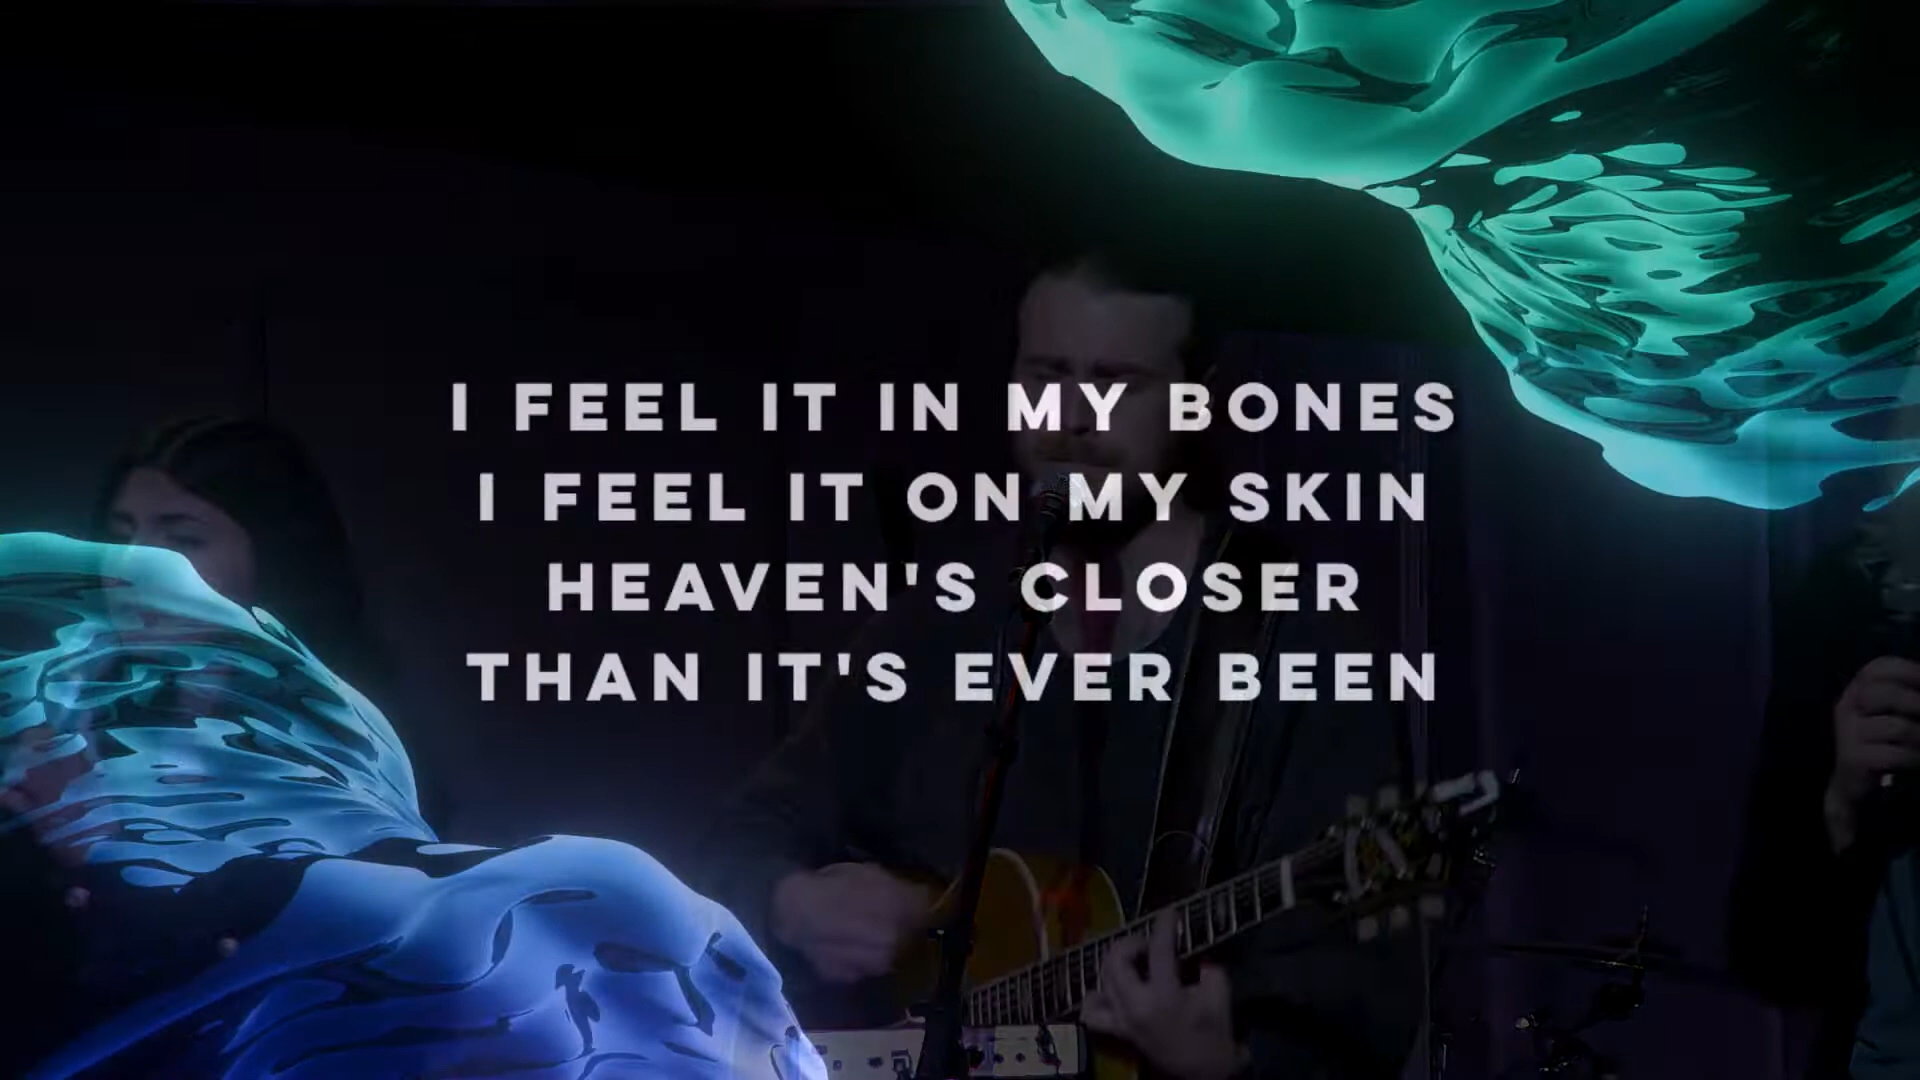 I FEEL IT IN MY BONES
I FEEL IT ON MY SKIN
HEAVEN'S CLOSER
THAN IT'S EVER BEEN